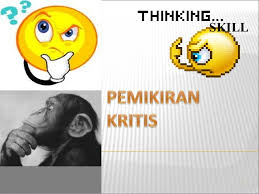 ? ?
THINKING...
SKILL
PEMIKIRAN
KRITIS